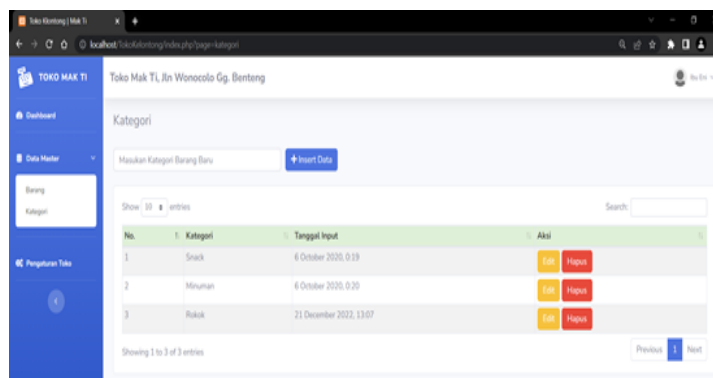 Toko Klontong | Mak Ti
localhost/TokoKelontong/index.php?page=kategori
TOKO MAK TI
Toko Mak Ti, Jln Wonocolo Gg. Benteng
Bu Eni
Dashboard
Kategori
Data Master
Masukan Kategori Barang Baru
+ Insert Data
Barang
Kategori
Show 10 entries
Search:
No. Kategori Tanggal Input Aksi
1 Snack 6 October 2020, 0:19 Edit Hapus
Pengaturan Toko
2 Minuman 6 October 2020, 0:20 Edit Hapus
3 Rokok 21 December 2022, 13:07 Edit Hapus
Showing 1 to 3 of 3 entries
Previous 1 Next